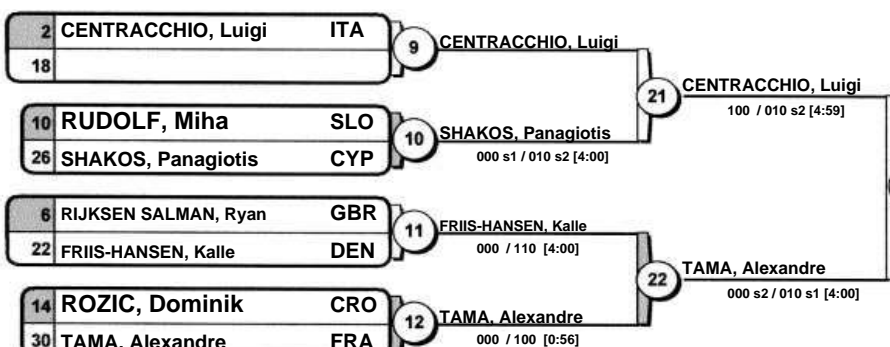 2 CENTRACCHIO, Luigi ITA
18
9
CENTRACCHIO, Luigi
10 RUDOLF, Miha SLO
26 SHAKOS, Panagiotis CYP
10
SHAKOS, Panagiotis
000 s1 / 010 s2 [4:00]
21
CENTRACCHIO, Luigi
100 / 010 s2 [4:59]
6 RIJKSEN SALMAN, Ryan GBR
22 FRIIS-HANSEN, Kalle DEN
11
FRIIS-HANSEN, Kalle
000 / 110 [4:00]
14 ROZIC, Dominik CRO
30 TAMA, Alexandre FRA
12
TAMA, Alexandre
000 / 100 [0:56]
22
TAMA, Alexandre
000 s2 / 010 s1 [4:00]